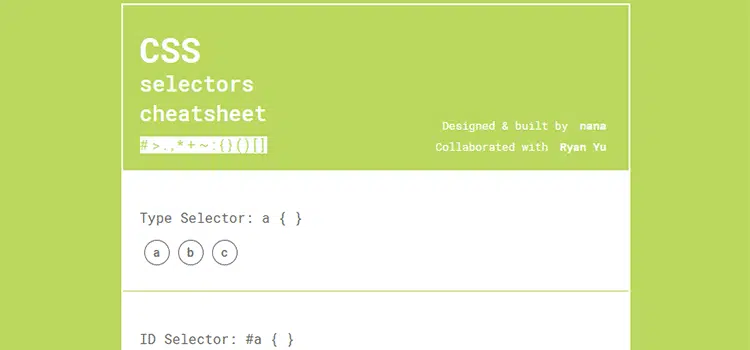 CSS
selectors
cheatsheet
#>.,*+~:{}()[]
Designed & built by nana
Collaborated with Ryan Yu
Type Selector: a { }
a b c
ID Selector: #a { }